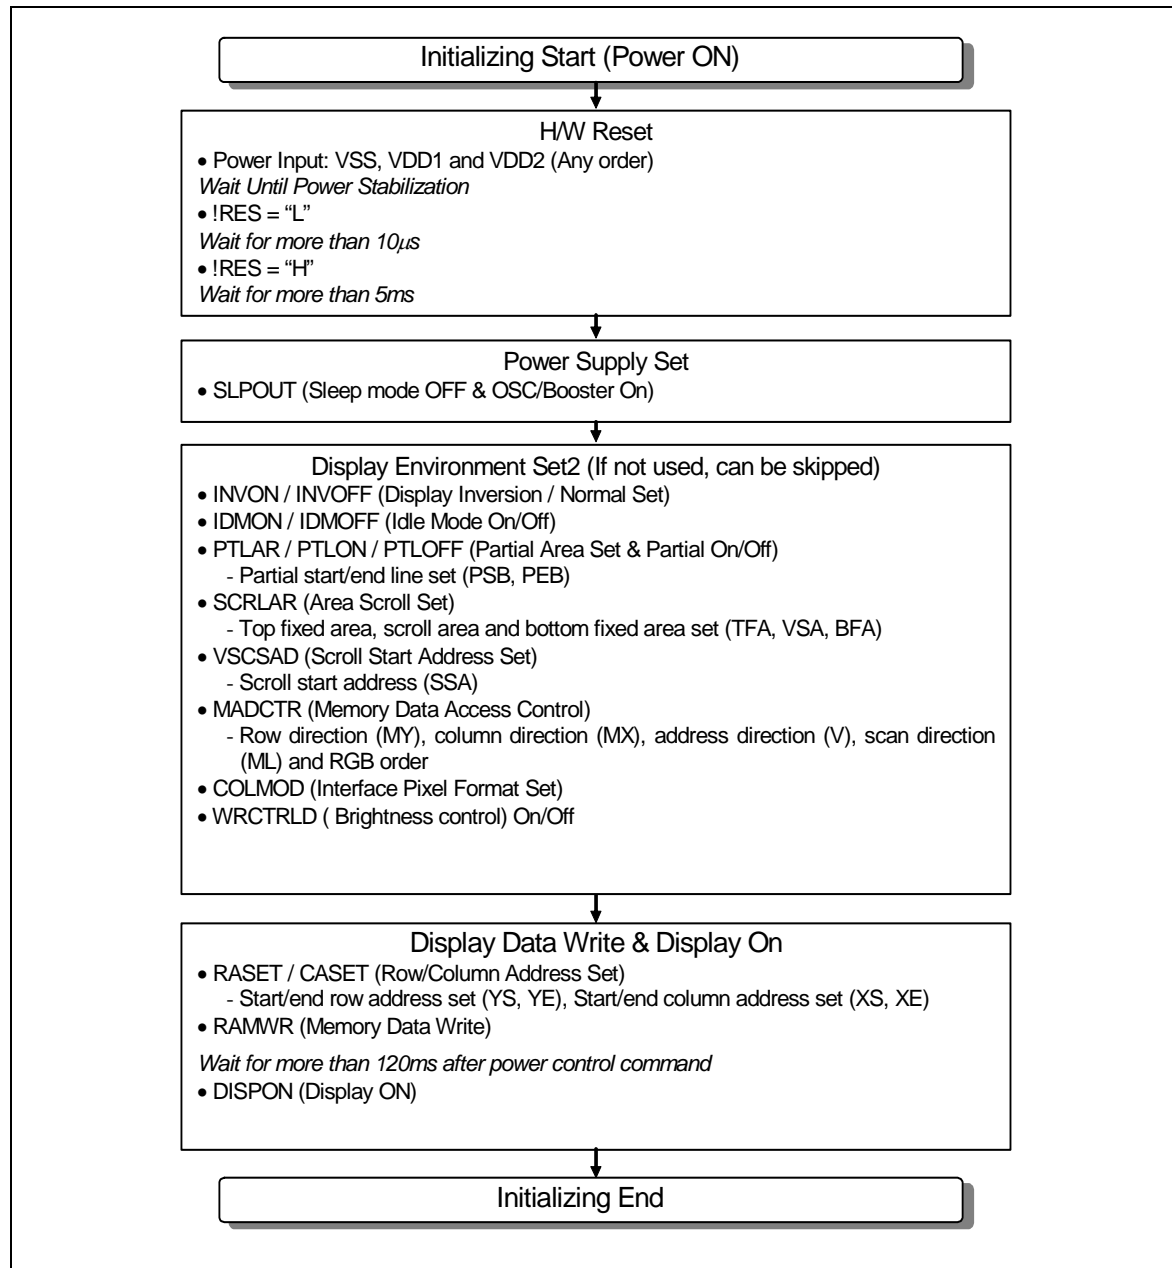 Initializing Start (Power ON)
H/W Reset
• Power Input: VSS, VDD1 and VDD2 (Any order)
Wait Until Power Stabilization
• !RES = “L”
Wait for more than 10μs
• !RES = “H”
Wait for more than 5ms
Power Supply Set
• SLPOUT (Sleep mode OFF & OSC/Booster On)
Display Environment Set2 (If not used, can be skipped)
• INVON / INVOFF (Display Inversion / Normal Set)
• IDMON / IDMOFF (Idle Mode On/Off)
• PTLAR / PTLON / PTLOFF (Partial Area Set & Partial On/Off)
- Partial start/end line set (PSB, PEB)
• SCRLAR (Area Scroll Set)
- Top fixed area, scroll area and bottom fixed area set (TFA, VSA, BFA)
• VSCSAD (Scroll Start Address Set)
- Scroll start address (SSA)
• MADCTR (Memory Data Access Control)
- Row direction (MY), column direction (MX), address direction (V), scan direction
(ML) and RGB order
• COLMOD (Interface Pixel Format Set)
• WRCTRLD ( Brightness control) On/Off
Display Data Write & Display On
• RASET / CASET (Row/Column Address Set)
- Start/end row address set (YS, YE), Start/end column address set (XS, XE)
• RAMWR (Memory Data Write)
Wait for more than 120ms after power control command
• DISPON (Display ON)
Initializing End